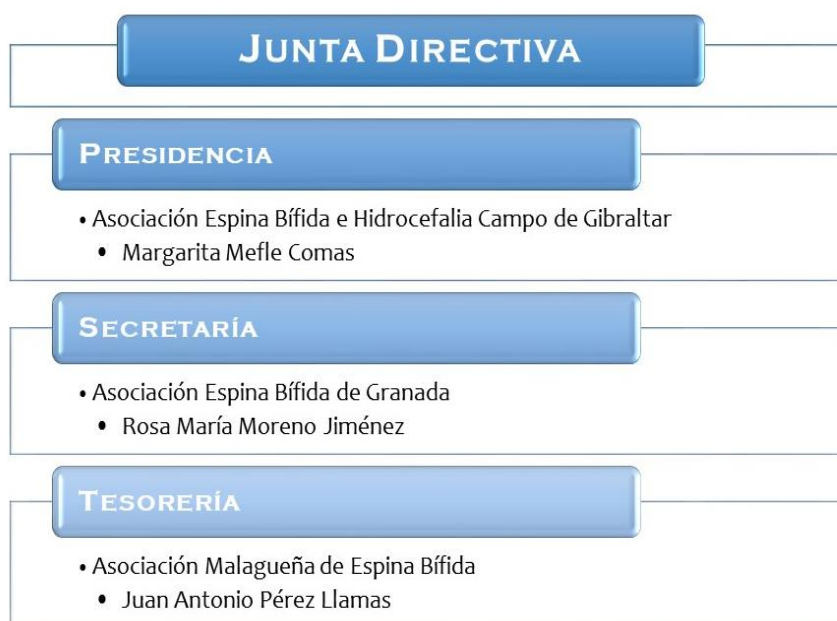 JUNTA DIRECTIVA
PRESIDENCIA
• Asociación Espina Bífida e Hidrocefalia Campo de Gibraltar
• Margarita Mefle Comas
SECRETARÍA
• Asociación Espina Bífida de Granada
• Rosa María Moreno Jiménez
TESORERÍA
• Asociación Malagueña de Espina Bífida
• Juan Antonio Pérez Llamas